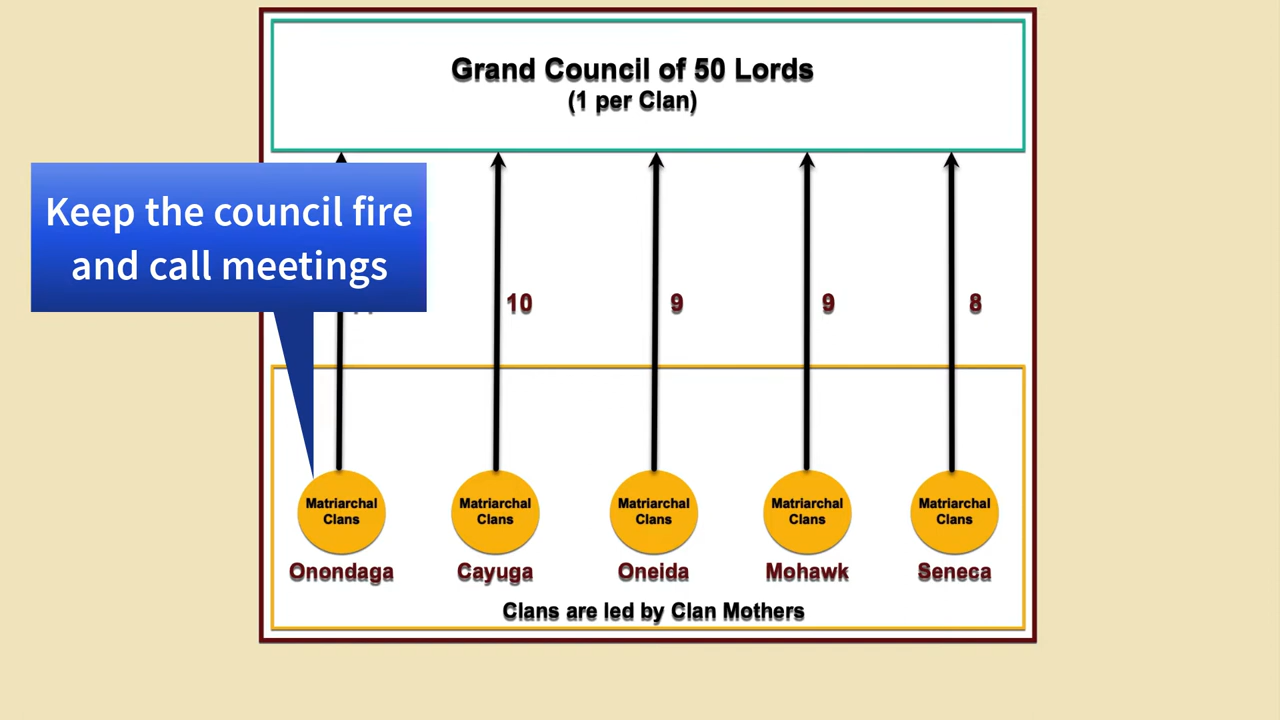 Grand Council of 50 Lords
(1 per Clan)
Keep the council fire
and call meetings
10
9
9
8
Matriarchal
Clans
Matriarchal
Clans
Matriarchal
Clans
Matriarchal
Clans
Matriarchal
Clans
Onondaga
Cayuga
Oneida
Mohawk
Seneca
Clans are led by Clan Mothers